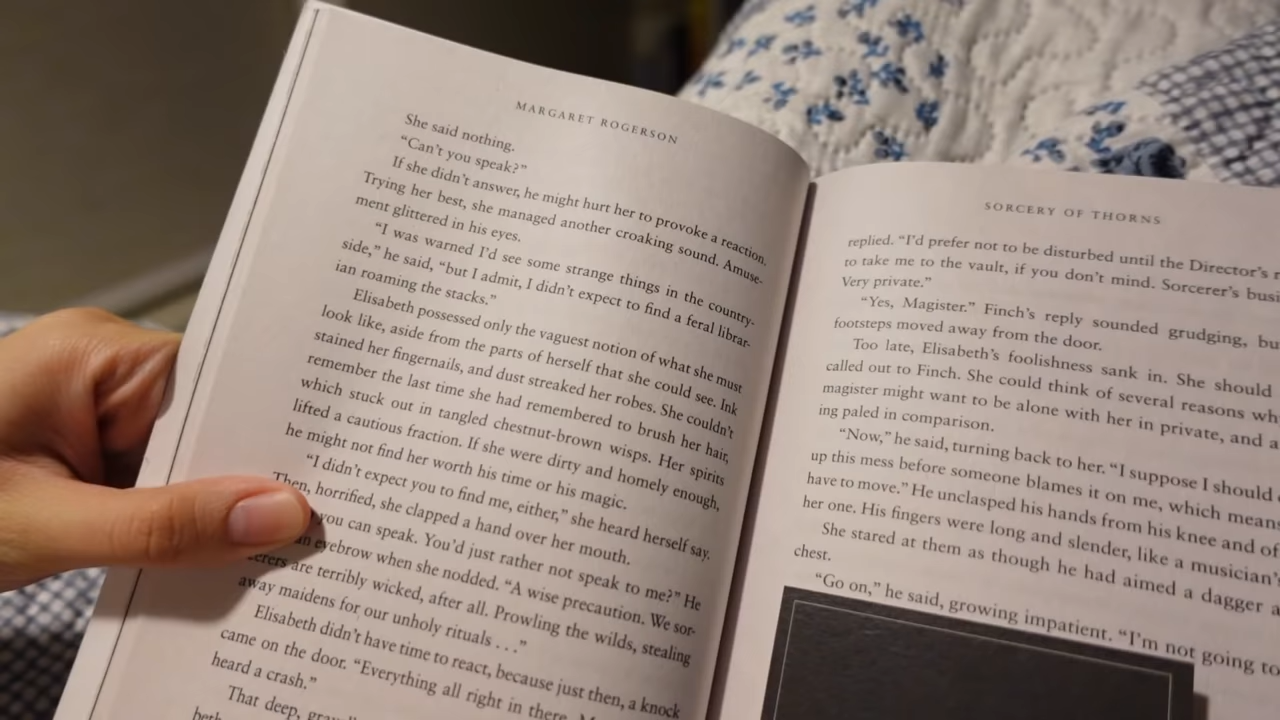 MARGARET ROGERSON
She said nothing.
“Can’t you speak?”
If she didn’t answer, he might hurt her to provoke a reaction.
Trying her best, she managed another croaking sound. Amuse-
ment glittered in his eyes.
“I was warned I’d see some strange things in the country-
side,” he said, “but I admit, I didn’t expect to find a feral librar-
ian roaming the stacks.”
Elisabeth possessed only the vaguest notion of what she must
look like, aside from the parts of herself that she could see. Ink
stained her fingernails, and dust streaked her robes. She couldn’t
remember the last time she had remembered to brush her hair,
which stuck out in tangled chestnut-brown wisps. Her spirits
lifted a cautious fraction. If she were dirty and homely enough,
he might not find her worth his time or his magic.
“I didn’t expect you to find me, either,” she heard herself say.
Then, horrified, she clapped a hand over her mouth.
you can speak. You’d just rather not speak to me?” He
an eyebrow when she nodded. “A wise precaution. We sor-
cerers are terribly wicked, after all. Prowling the wilds, stealing
away maidens for our unholy rituals . . .”
Elisabeth didn’t have time to react, because just then, a knock
came on the door. “Everything all right in there,
heard a crash.”
That deep,
beth
SORCERY OF THORNS
replied. “I’d prefer not to be disturbed until the Director’s
to take me to the vault, if you don’t mind. Sorcerer’s
Very private.”
“Yes, Magister.” Finch’s reply sounded grudging,
footsteps moved away from the door.
Too late, Elisabeth’s foolishness sank in. She should
called out to Finch. She could think of several reasons
magister might want to be alone with her in private, and
ing paled in comparison.
“Now,” he said, turning back to her. “I suppose I should
up this mess before someone blames it on me, which means
have to move.” He unclasped his hands from his knee and
her one. His fingers were long and slender, like a musician’s
She stared at them as though he had aimed a dagger
chest.
“Go on,” he said, growing impatient. “I’m not going to